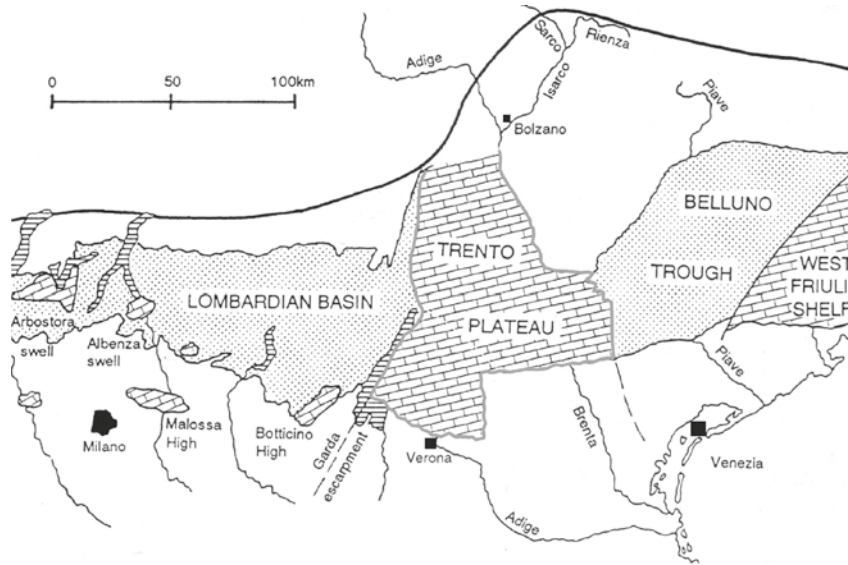 Sarco
Rienza
Adige
Isarco
0 50 100km
Piave
Bolzano
BELLUNO
TRENTO
TROUGH
WEST
FRIULI
SHELF
LOMBARDIAN BASIN
PLATEAU
Arbostora
swell
Albenza
swell
Piave
Malossa
High
Botticino
High
Garda
escarpment
Brenta
Milano
Verona
Venezia
Adige